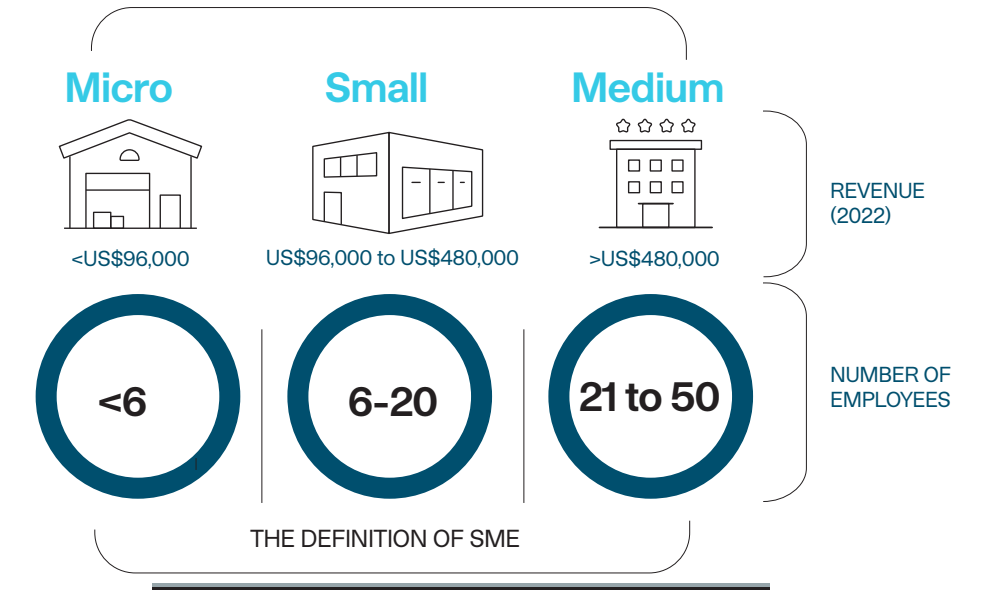 Micro
Small
Medium
<US$96,000
US$96,000 to US$480,000
>US$480,000
REVENUE
(2022)
<6
6-20
21 to 50
NUMBER OF
EMPLOYEES
THE DEFINITION OF SME